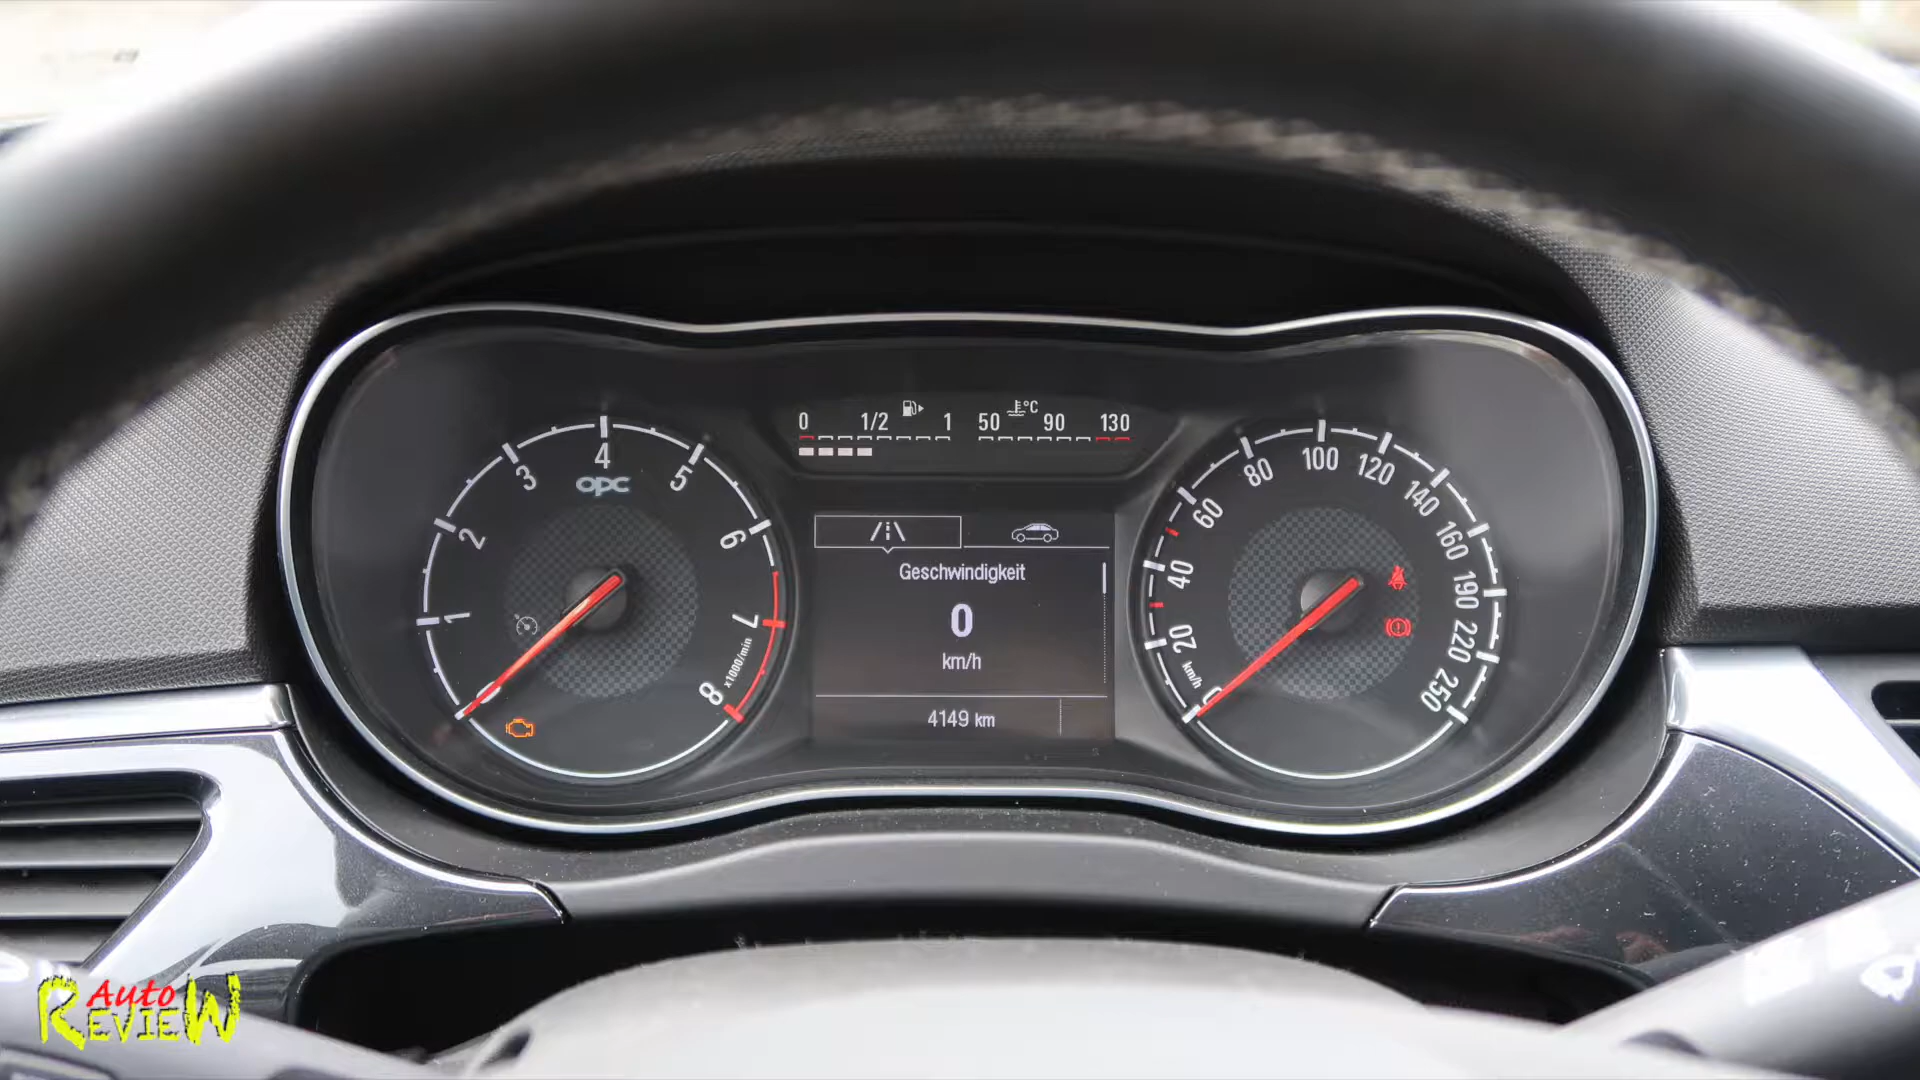 0 1/2 1 50 °C 90 130
1 2 3 4 5 6 7 8
opc
x1000/min
Geschwindigkeit
0
km/h
4149 km
0 20 40 60 80 100 120 140 160 190 220 250
km/h
Auto
Review